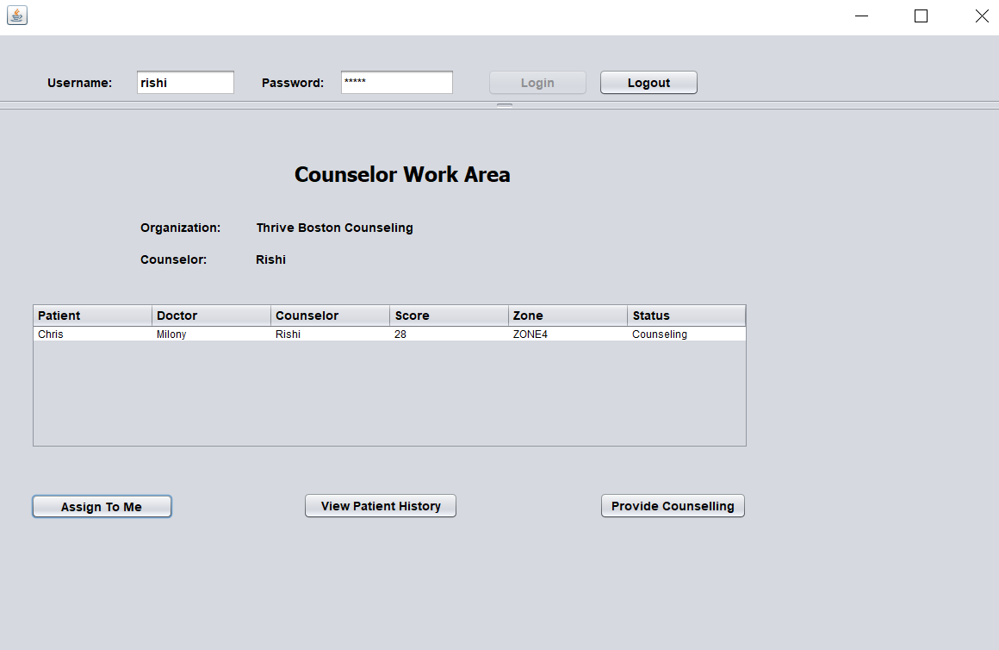 Username: rishi Password: ***** Login Logout
Counselor Work Area
Organization: Thrive Boston Counseling
Counselor: Rishi
Patient Doctor Counselor Score Zone Status
Chris Milony Rishi 28 ZONE4 Counseling
Assign To Me View Patient History Provide Counselling